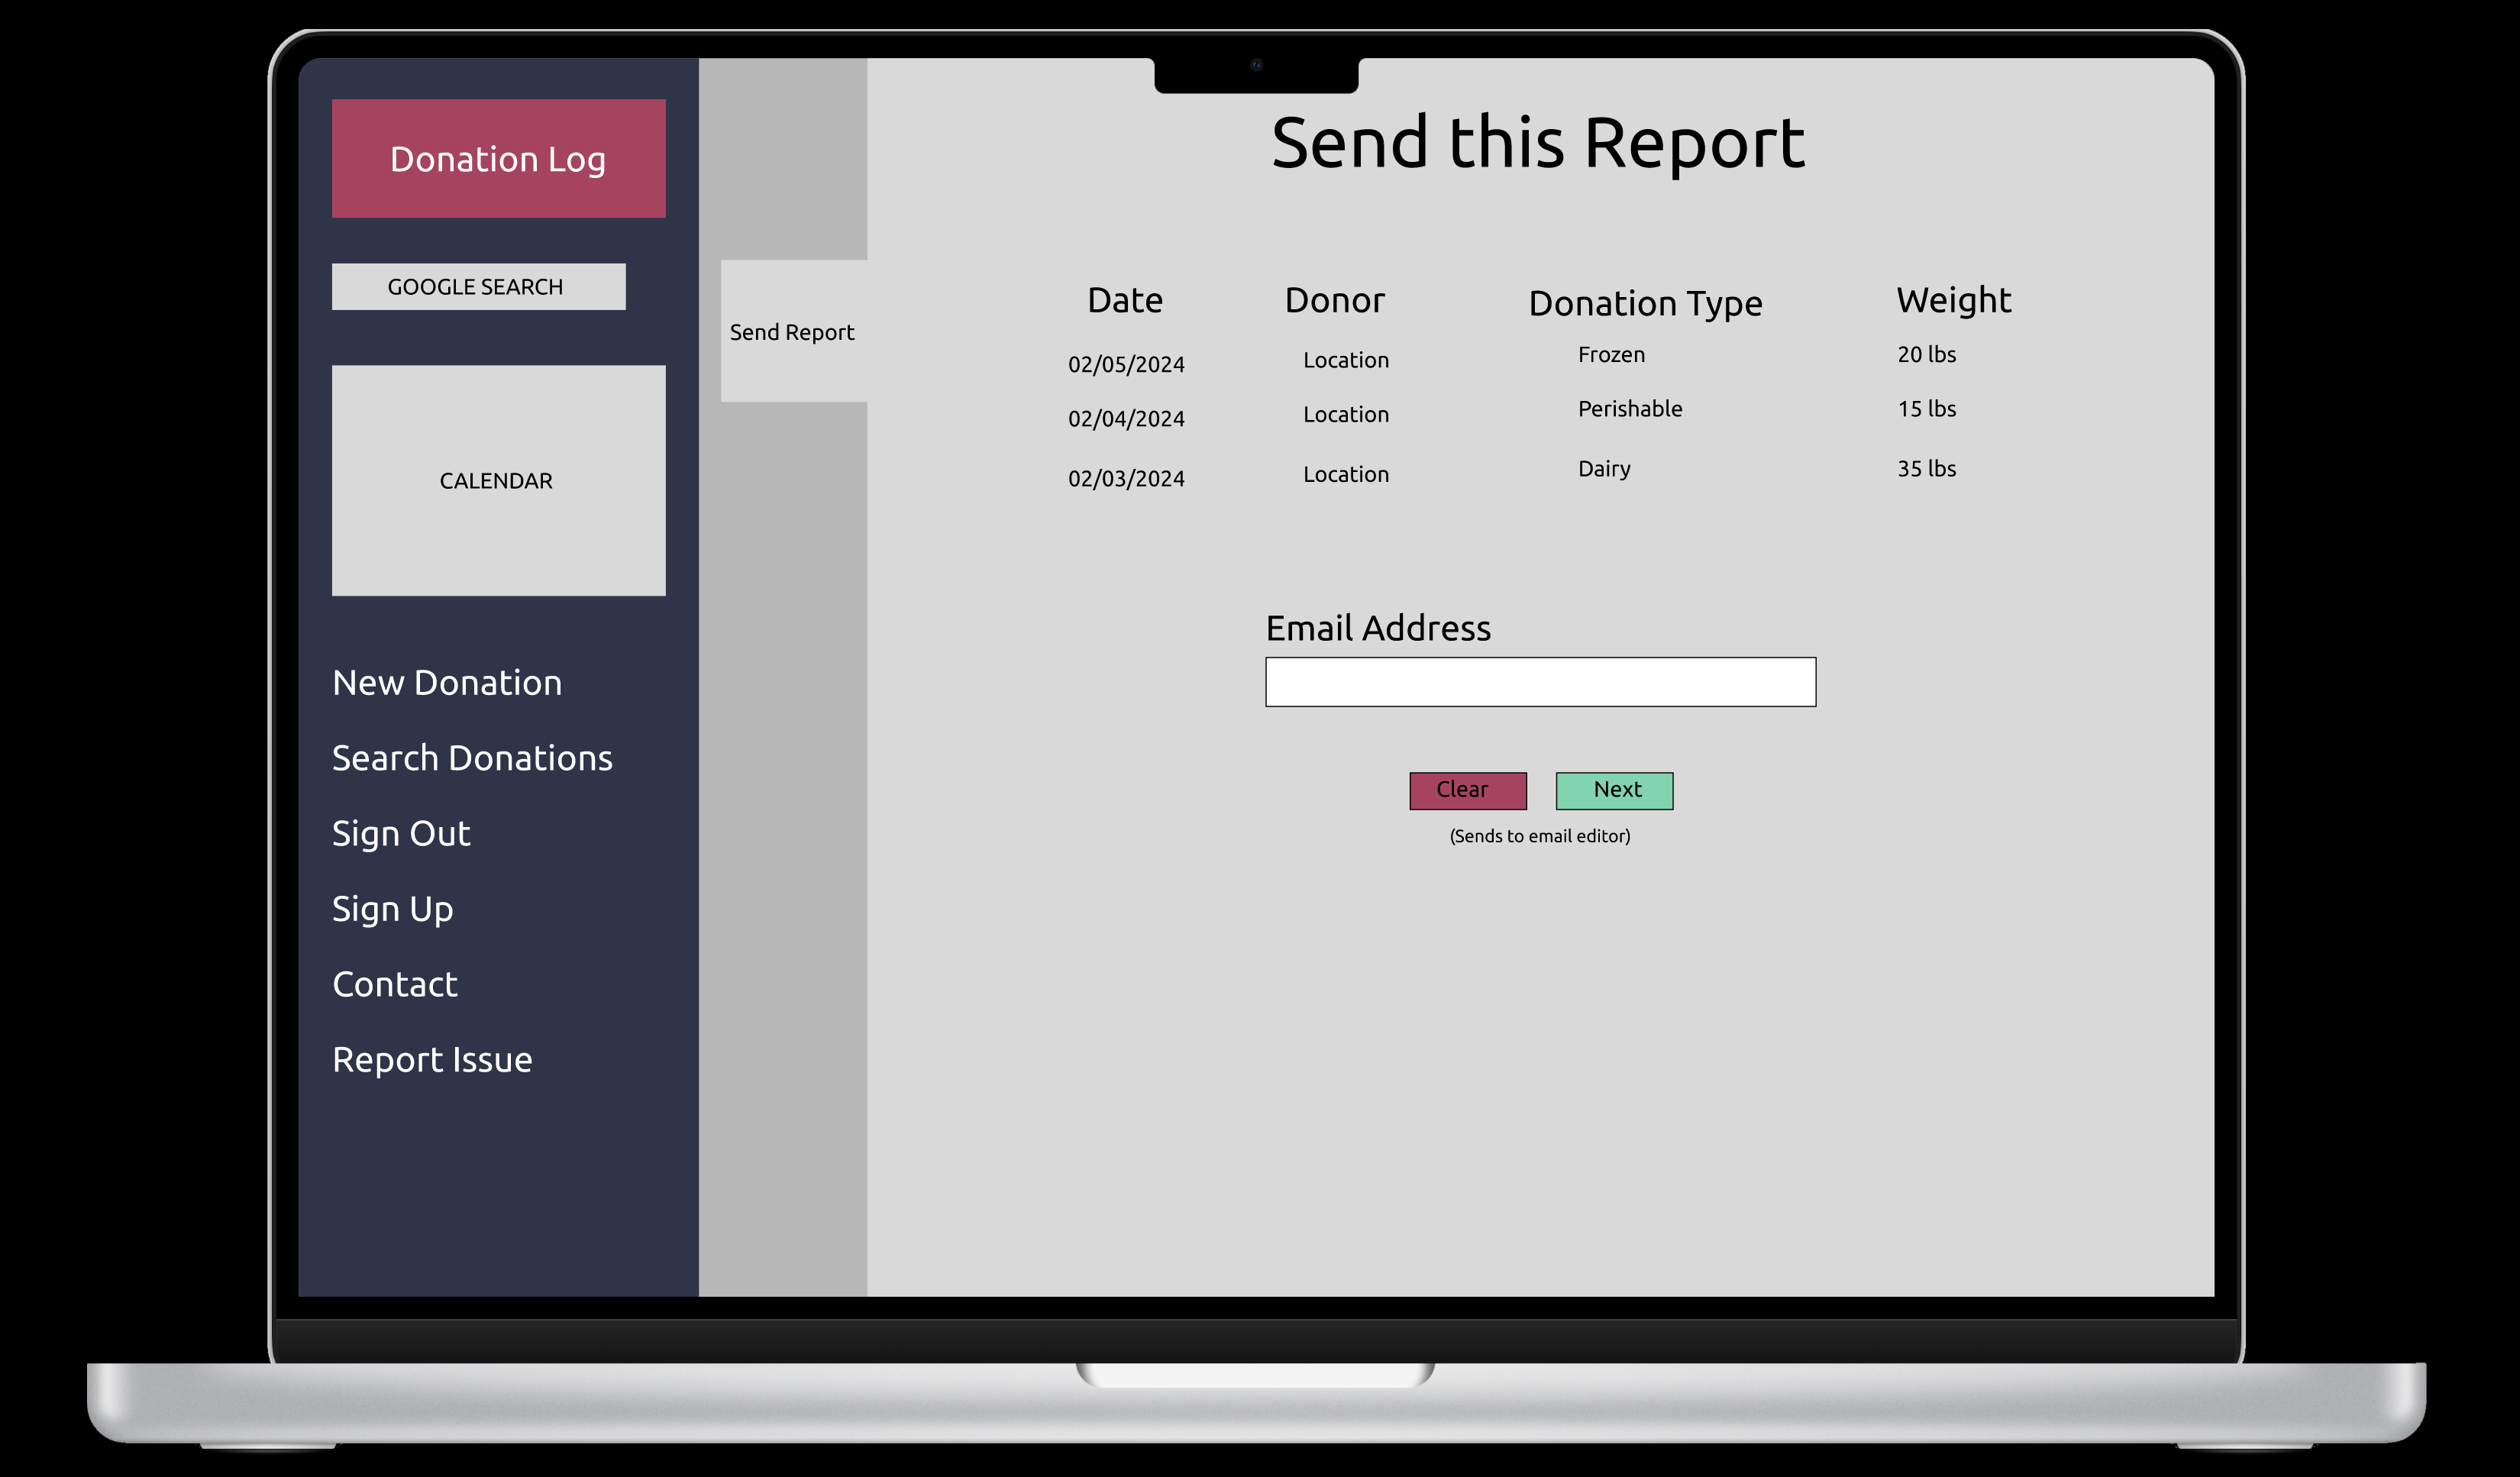 Donation Log
GOOGLE SEARCH
CALENDAR
New Donation
Search Donations
Sign Out
Sign Up
Contact
Report Issue
Send Report
Send this Report
Date Donor Donation Type Weight
02/05/2024 Location Frozen 20 lbs
02/04/2024 Location Perishable 15 lbs
02/03/2024 Location Dairy 35 lbs
Email Address
Clear Next
(Sends to email editor)